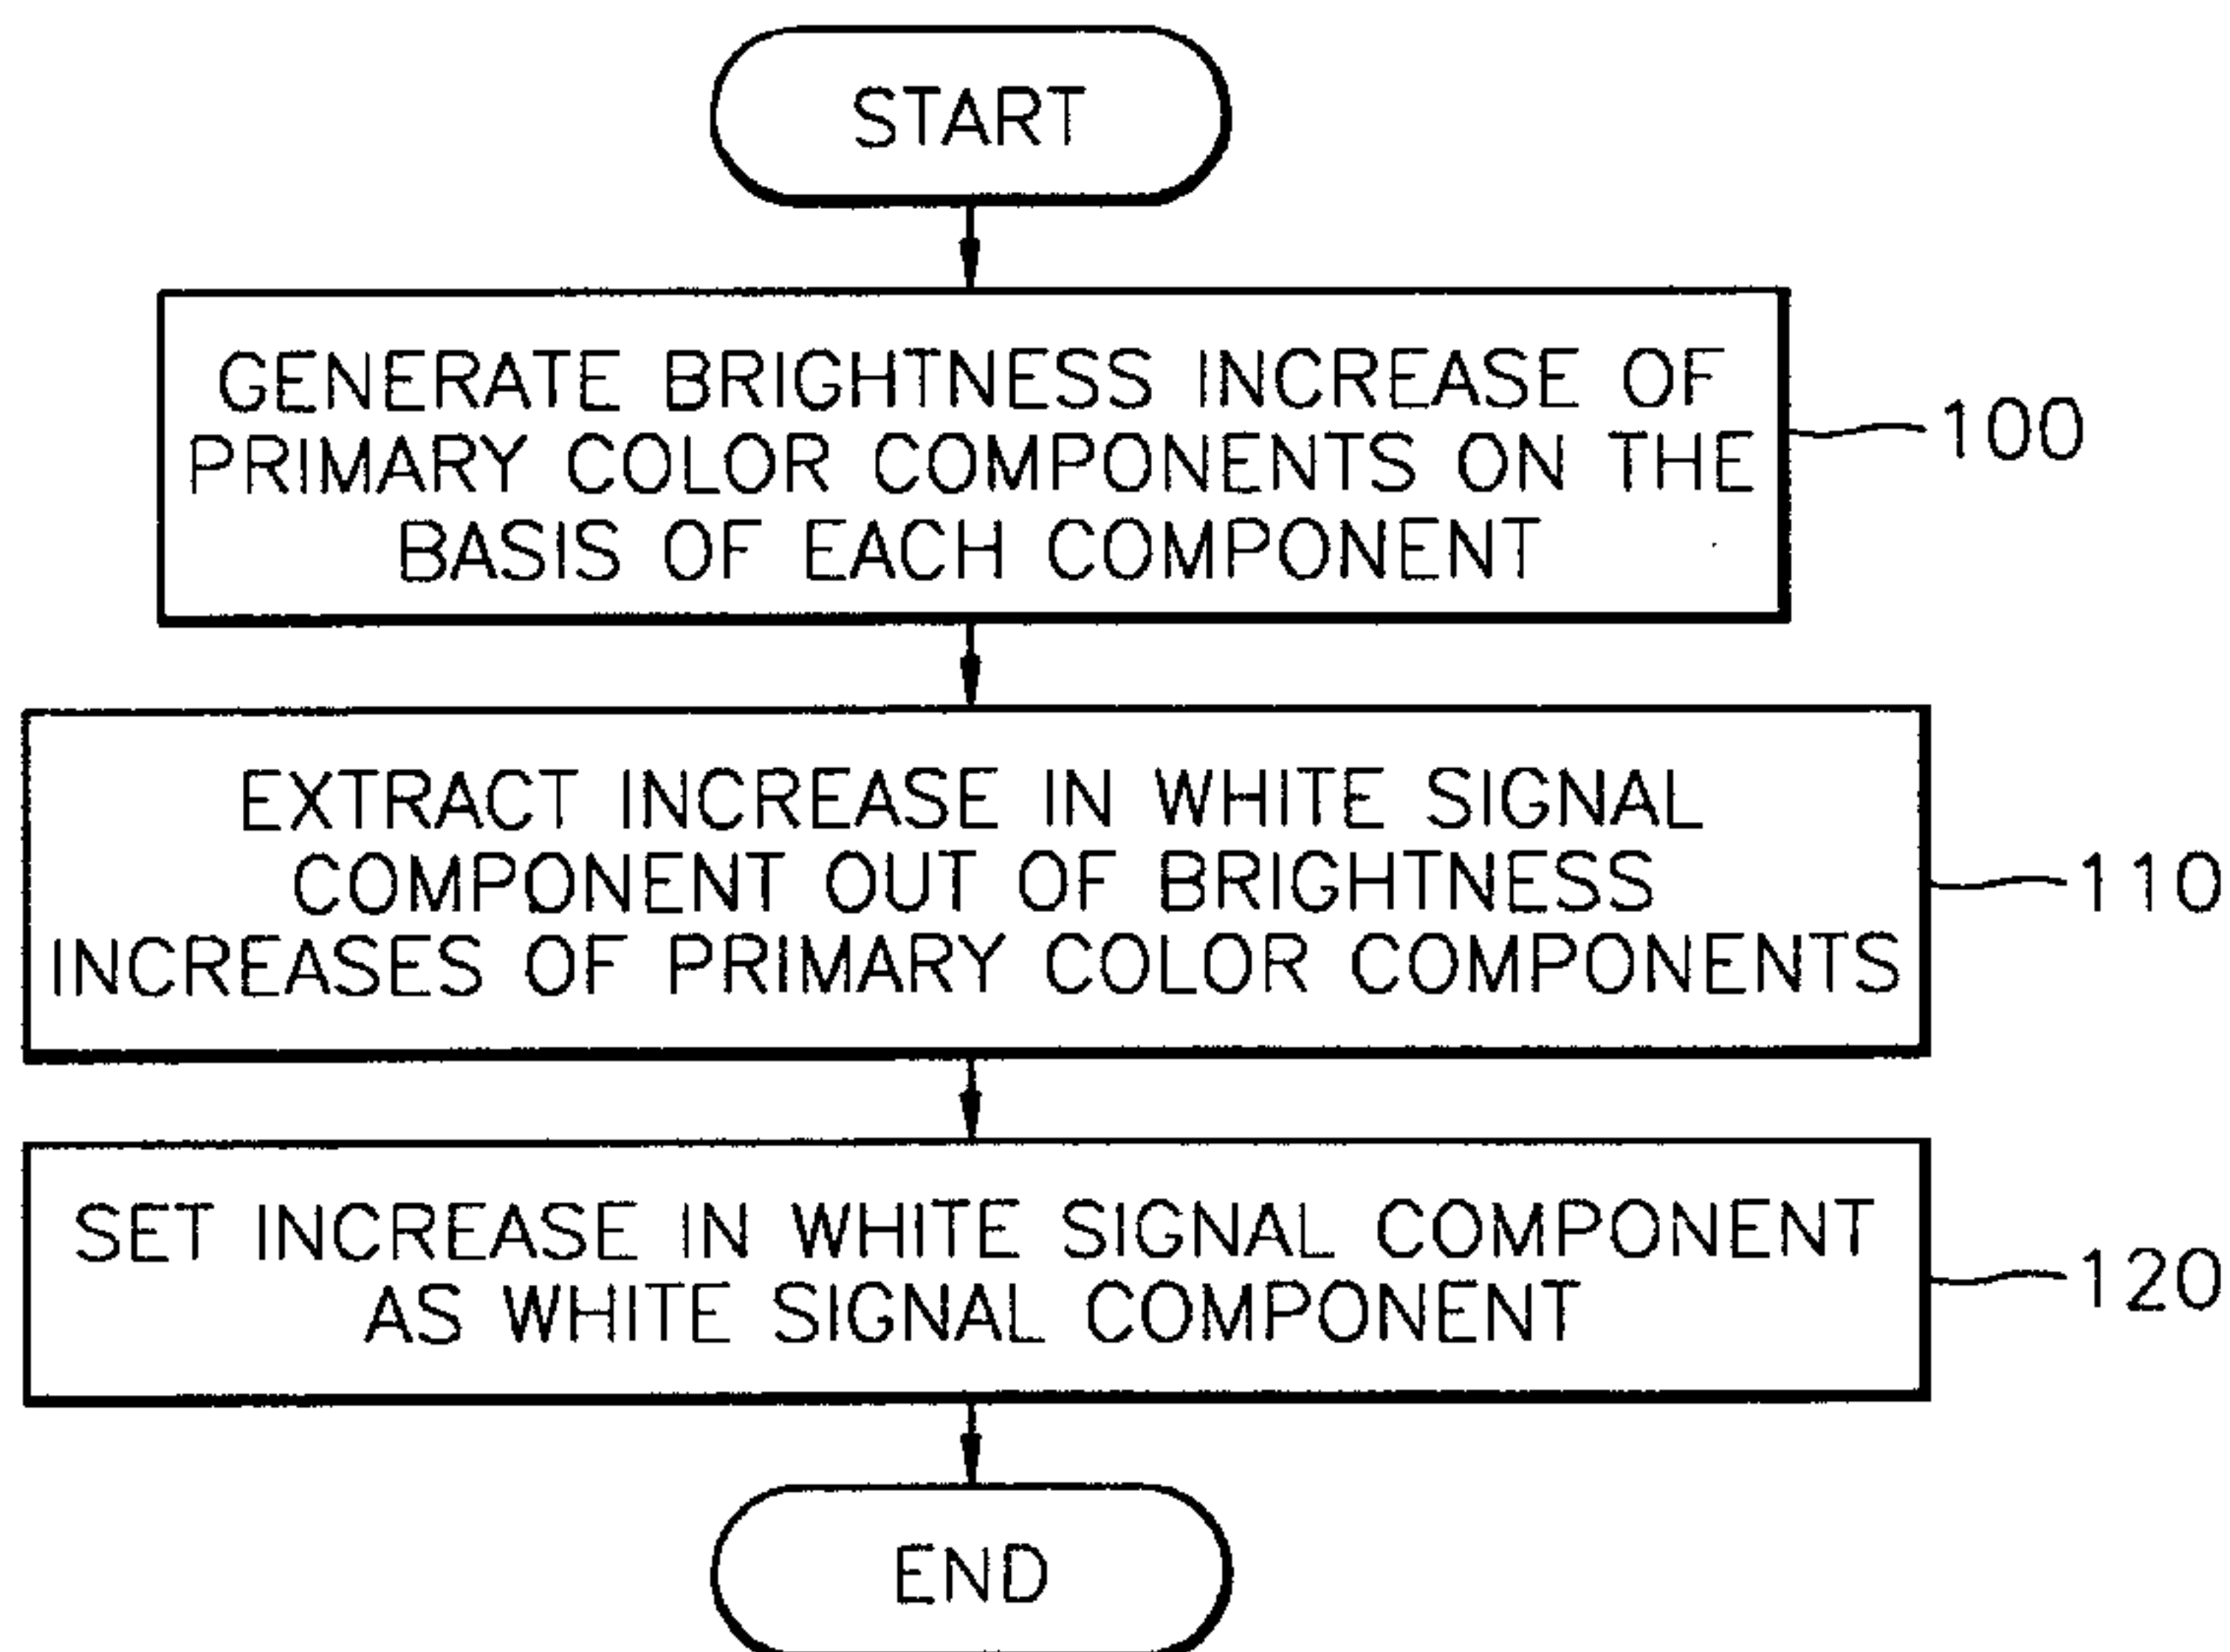 START
GENERATE BRIGHTNESS INCREASE OF
PRIMARY COLOR COMPONENTS ON THE
BASIS OF EACH COMPONENT
100
EXTRACT INCREASE IN WHITE SIGNAL
COMPONENT OUT OF BRIGHTNESS
INCREASES OF PRIMARY COLOR COMPONENTS
110
SET INCREASE IN WHITE SIGNAL COMPONENT
AS WHITE SIGNAL COMPONENT
120
END